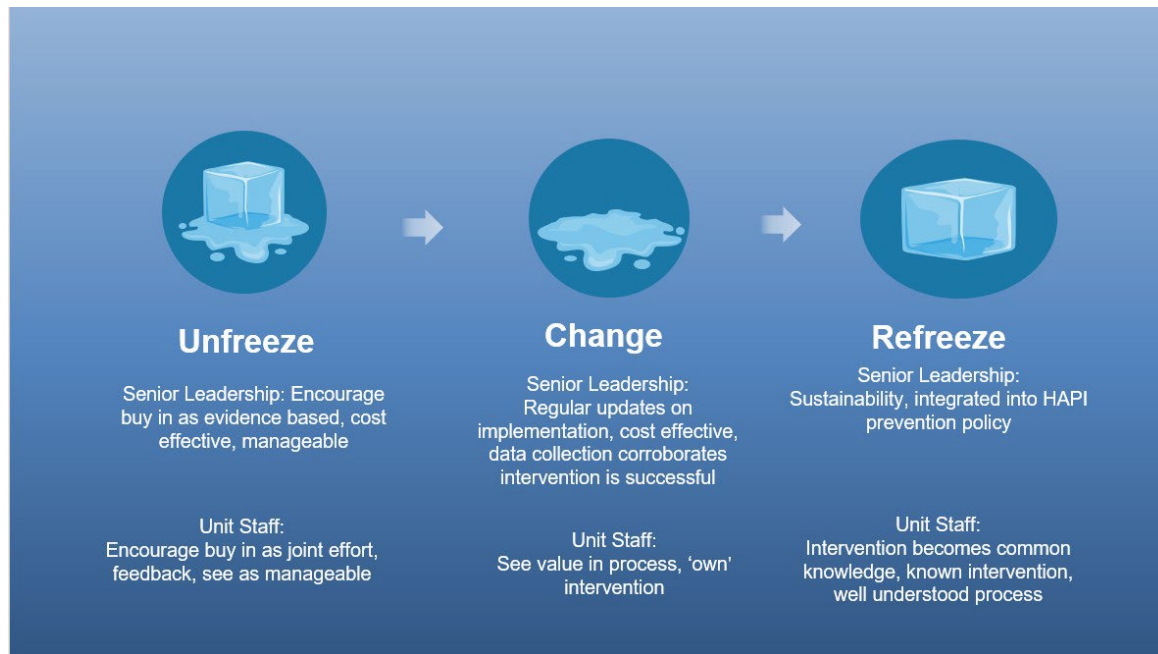 Unfreeze
Senior Leadership: Encourage
buy in as evidence based, cost
effective, manageable
Unit Staff:
Encourage buy in as joint effort,
feedback, see as manageable
Change
Senior Leadership:
Regular updates on
implementation, cost effective,
data collection corroborates
intervention is successful
Unit Staff:
See value in process, ‘own’
intervention
Refreeze
Senior Leadership:
Sustainability, integrated into HAPI
prevention policy
Unit Staff:
Intervention becomes common
knowledge, known intervention,
well understood process